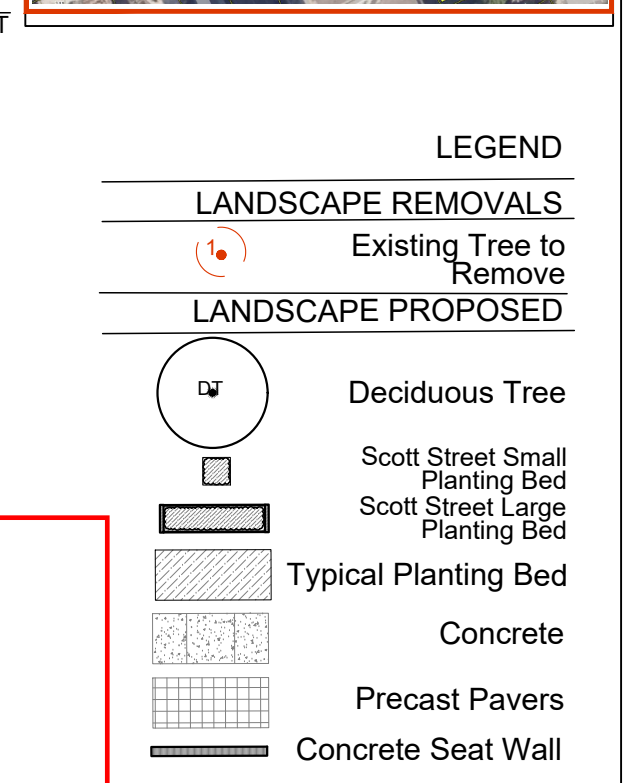 T
LEGEND
LANDSCAPE REMOVALS
1
Existing Tree to
Remove
LANDSCAPE PROPOSED
DT
Deciduous Tree
Scott Street Small
Planting Bed
Scott Street Large
Planting Bed
Typical Planting Bed
Concrete
Precast Pavers
Concrete Seat Wall